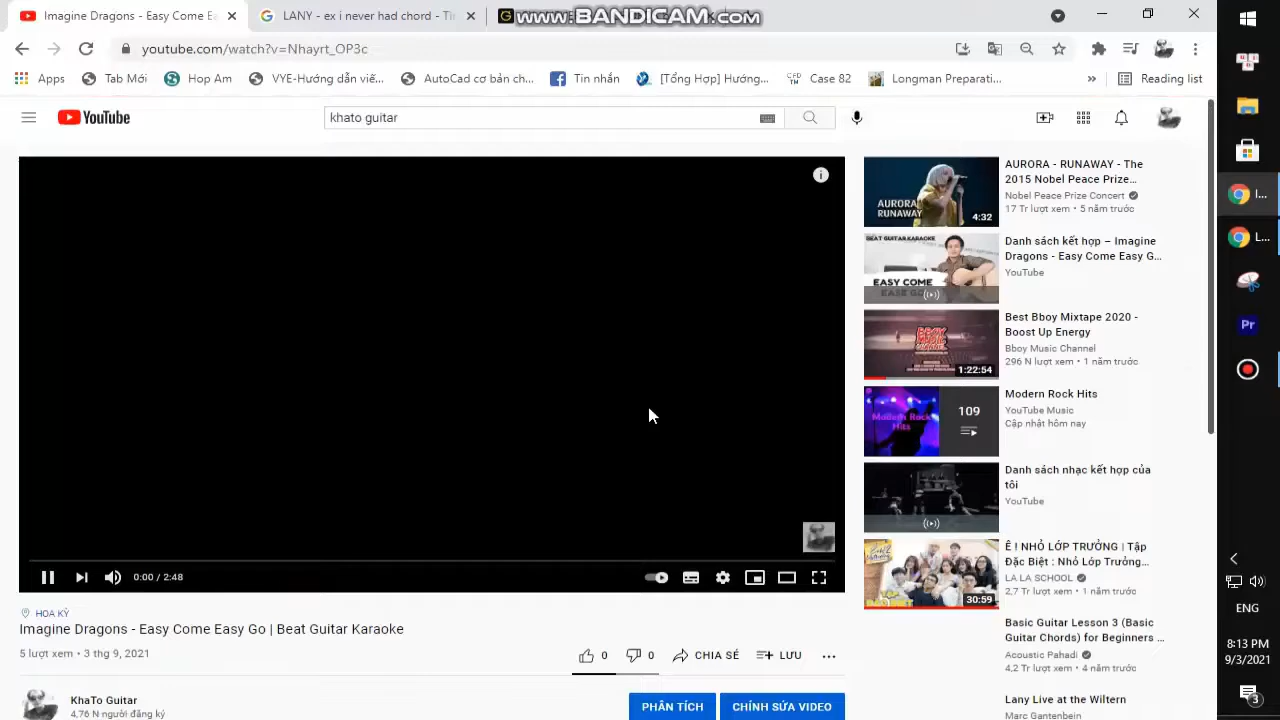 Imagine Dragons - Easy Come E
LANY - ex i never had chord - T
www.BANDICAM.com
youtube.com/watch?v=Nhayrt_OP3c
Apps
Tab Mới
Hop Am
VYE-Hướng dẫn viế...
AutoCad cơ bản ch...
Tin nhắn
[Tổng Hợp] Hướng...
Case 82
Longman Preparati...
»
Reading list
YouTube
khato guitar
AURORA
RUNAWAY
4:32
AURORA - RUNAWAY - The
2015 Nobel Peace Prize...
Nobel Peace Prize Concert
17 Tr lượt xem • 5 năm trước
BEAT GUITAR KARAOKE
EASY COME
EASE GO
Danh sách kết hợp – Imagine
Dragons - Easy Come Easy G...
YouTube
1:22:54
Best Bboy Mixtape 2020 -
Boost Up Energy
Bboy Music Channel
296 N lượt xem • 1 năm trước
Modern Rock
Hits
109
Modern Rock Hits
YouTube Music
Cập nhật hôm nay
Danh sách nhạc kết hợp của
tôi
YouTube
30:59
Ê ! NHỎ LỚP TRƯỞNG | Tập
Đặc Biệt : Nhỏ Lớp Trưởng...
LA LA SCHOOL
2,7 Tr lượt xem • 1 năm trước
Basic Guitar Lesson 3 (Basic
Guitar Chords) for Beginners ...
Acoustic Pahadi
4,2 Tr lượt xem • 4 năm trước
Lany Live at the Wiltern
Marc Gantenbein
0:00 / 2:48
HOA KỲ
Imagine Dragons - Easy Come Easy Go | Beat Guitar Karaoke
5 lượt xem • 3 thg 9, 2021
0
0
CHIA SẺ
LƯU
KhaTo Guitar
4,76 N người đăng ký
PHÂN TÍCH
CHỈNH SỬA VIDEO
I...
L...
Pr
ENG
8:13 PM
9/3/2021
3